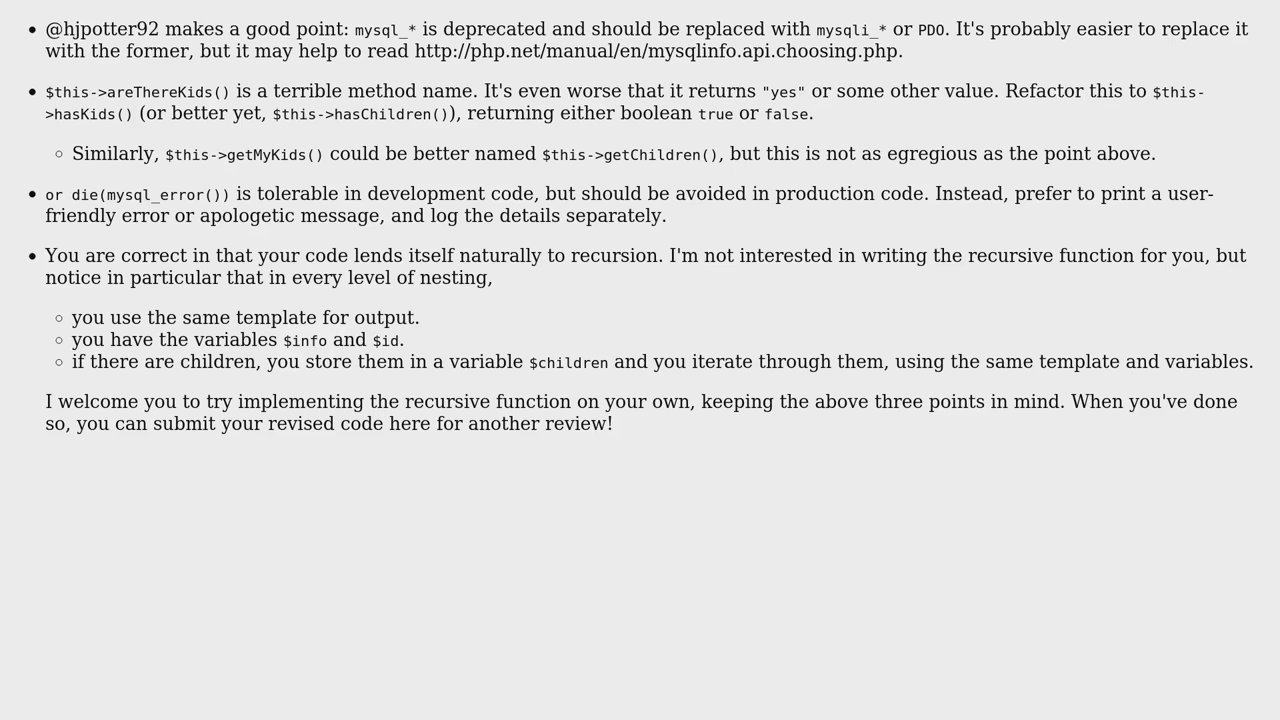 @hjpotter92 makes a good point: mysql_* is deprecated and should be replaced with mysqli_* or PDO. It's probably easier to replace it
with the former, but it may help to read http://php.net/manual/en/mysqlinfo.api.choosing.php.
$this->areThereKids() is a terrible method name. It's even worse that it returns "yes" or some other value. Refactor this to $this-
>hasKids() (or better yet, $this->hasChildren()), returning either boolean true or false.
Similarly, $this->getMyKids() could be better named $this->getChildren(), but this is not as egregious as the point above.
or die(mysql_error()) is tolerable in development code, but should be avoided in production code. Instead, prefer to print a user-
friendly error or apologetic message, and log the details separately.
You are correct in that your code lends itself naturally to recursion. I'm not interested in writing the recursive function for you, but
notice in particular that in every level of nesting,
you use the same template for output.
you have the variables $info and $id.
if there are children, you store them in a variable $children and you iterate through them, using the same template and variables.
I welcome you to try implementing the recursive function on your own, keeping the above three points in mind. When you've done
so, you can submit your revised code here for another review!